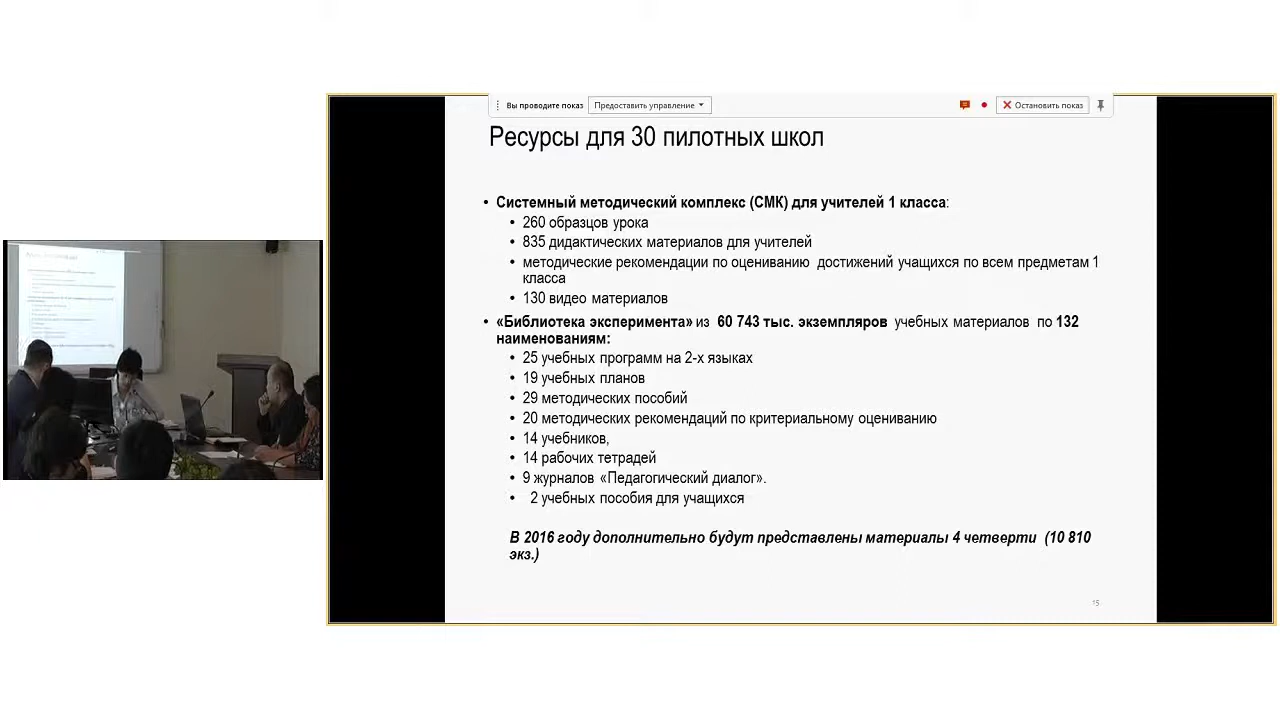 Вы проводите показ Предоставить управление Остановить показ
Ресурсы для 30 пилотных школ
• Системный методический комплекс (СМК) для учителей 1 класса:
• 260 образцов урока
• 835 дидактических материалов для учителей
• методические рекомендации по оцениванию достижений учащихся по всем предметам 1
класса
• 130 видео материалов
• «Библиотека эксперимента» из 60 743 тыс. экземпляров учебных материалов по 132
наименованиям:
• 25 учебных программ на 2-х языках
• 19 учебных планов
• 29 методических пособий
• 20 методических рекомендаций по критериальному оцениванию
• 14 учебников,
• 14 рабочих тетрадей
• 9 журналов «Педагогический диалог».
• 2 учебных пособия для учащихся
В 2016 году дополнительно будут представлены материалы 4 четверти (10 810
экз.)
15